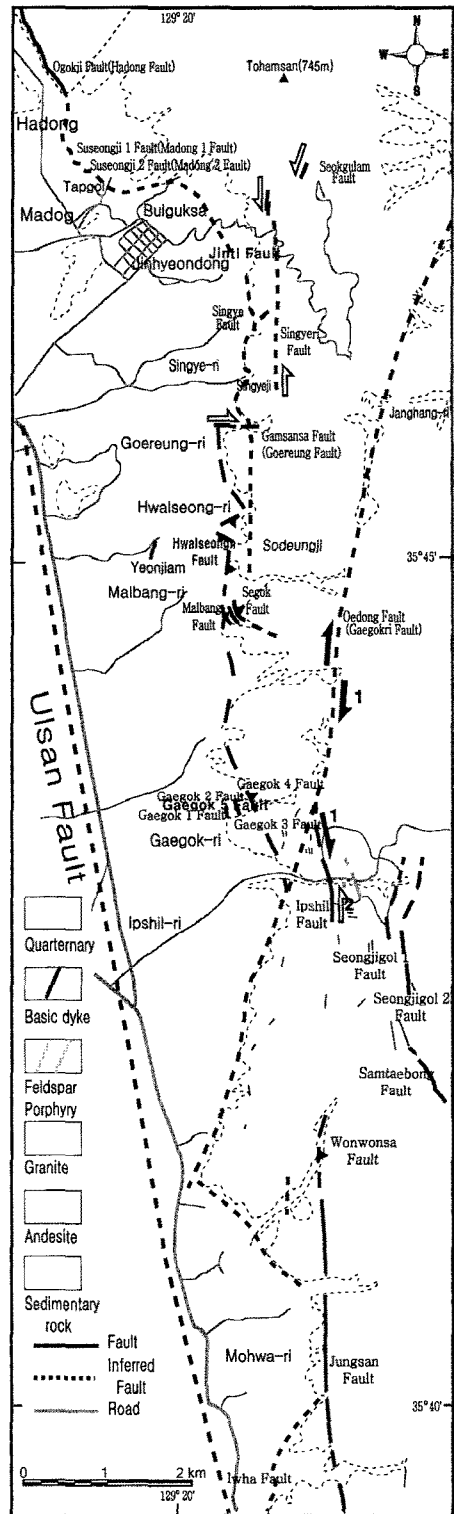 129° 20'
N
W
E
S
Ogokji Fault(Hadong Fault)
Tohamsan(745m)
Hadong
Suseongji 1 Fault(Madong 1 Fault)
Suseongji 2 Fault(Madong 2 Fault)
Seokgulam
Fault
Tapgol
Madog
Bulguksa
Jinhyeondong
Jinti Fault
Singye
Fault
Singyeri
Fault
Singye-ri
Singyeji
Janghang-ri
Goereung-ri
Gamsansa Fault
(Goereung Fault)
Hwalseong-ri
Hwalseongri
Fault
Sodeungji
35° 45'
Yeonjiam
Malbang-ri
Segok
Fault
Malbang
Fault
Oedong Fault
(Gaegokri Fault)
1
Ulsan Fault
Gaegok 4 Fault
Gaegok 2 Fault
Gaegok 5 Fault
Gaegok 1 Fault
Gaegok 3 Fault
1
Gaegok-ri
Ipshil-ri
Ipshil
Fault
2
Seongjigol 1
Fault
Seongjigol 2
Fault
Samtaebong
Fault
Quarternary
Basic dyke
Feldspar
Porphyry
Granite
Andesite
Sedimentary
rock
Fault
Inferred
Fault
Road
Wonwonsa
Fault
Mohwa-ri
Jungsan
Fault
35° 40'
Iwha Fault
0 2 km
129° 20'